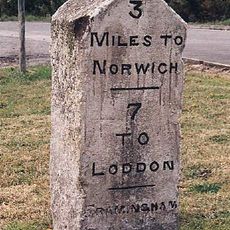 3
MILES TO
NORWICH
7
TO
LODDON
FRAMINGHAM